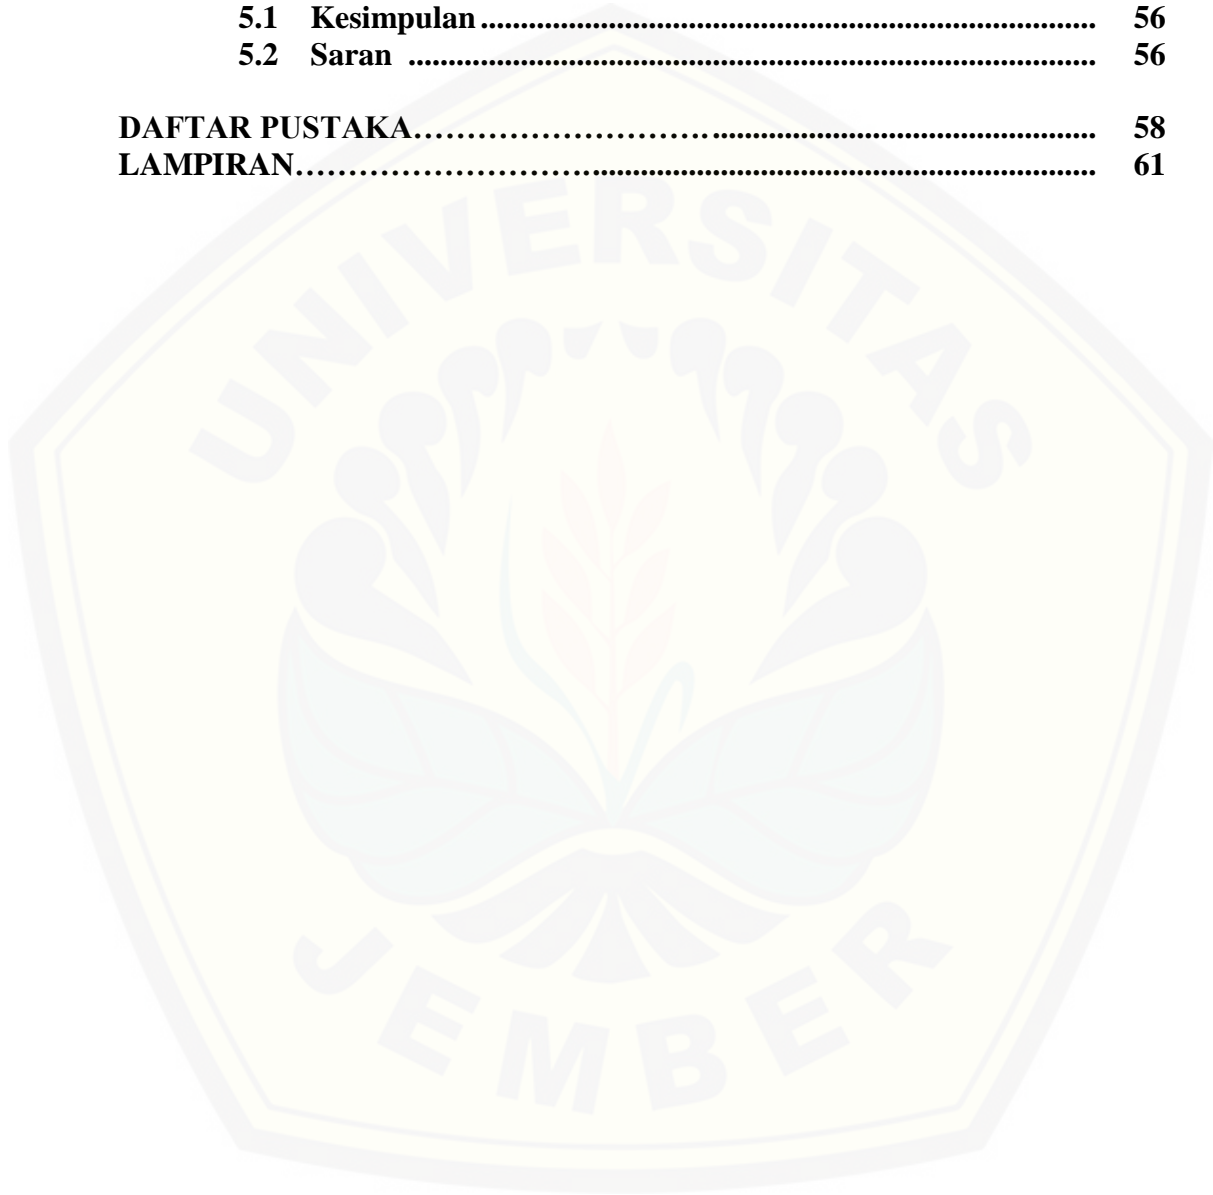 5.1 Kesimpulan ........................................................................... 56
5.2 Saran .................................................................................... 56
DAFTAR PUSTAKA……………………….............................................. 58
LAMPIRAN………………………............................................................. 61
UNIVERSITAS
JEMBER